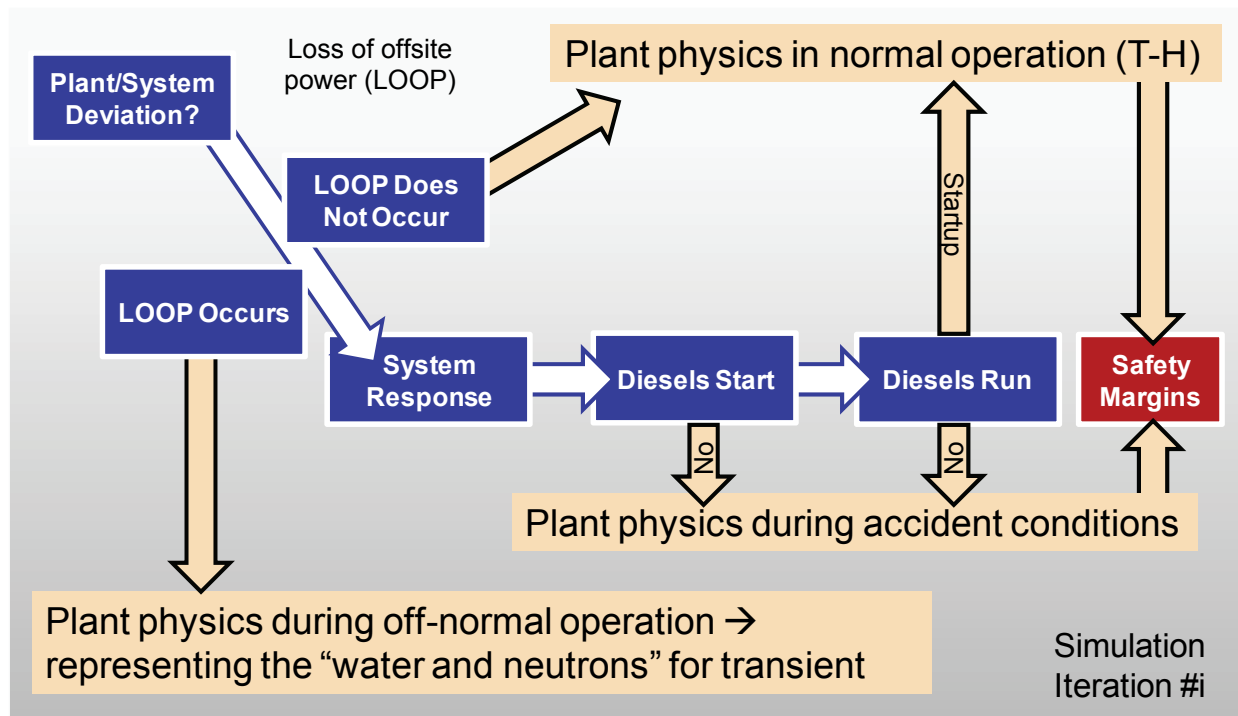 Loss of offsite
power (LOOP)
Plant physics in normal operation (T-H)
Plant/System
Deviation?
LOOP Does
Not Occur
Startup
LOOP Occurs
System
Response
Diesels Start
Diesels Run
Safety
Margins
No
No
Plant physics during accident conditions
Plant physics during off-normal operation →
representing the “water and neutrons” for transient
Simulation
Iteration #i